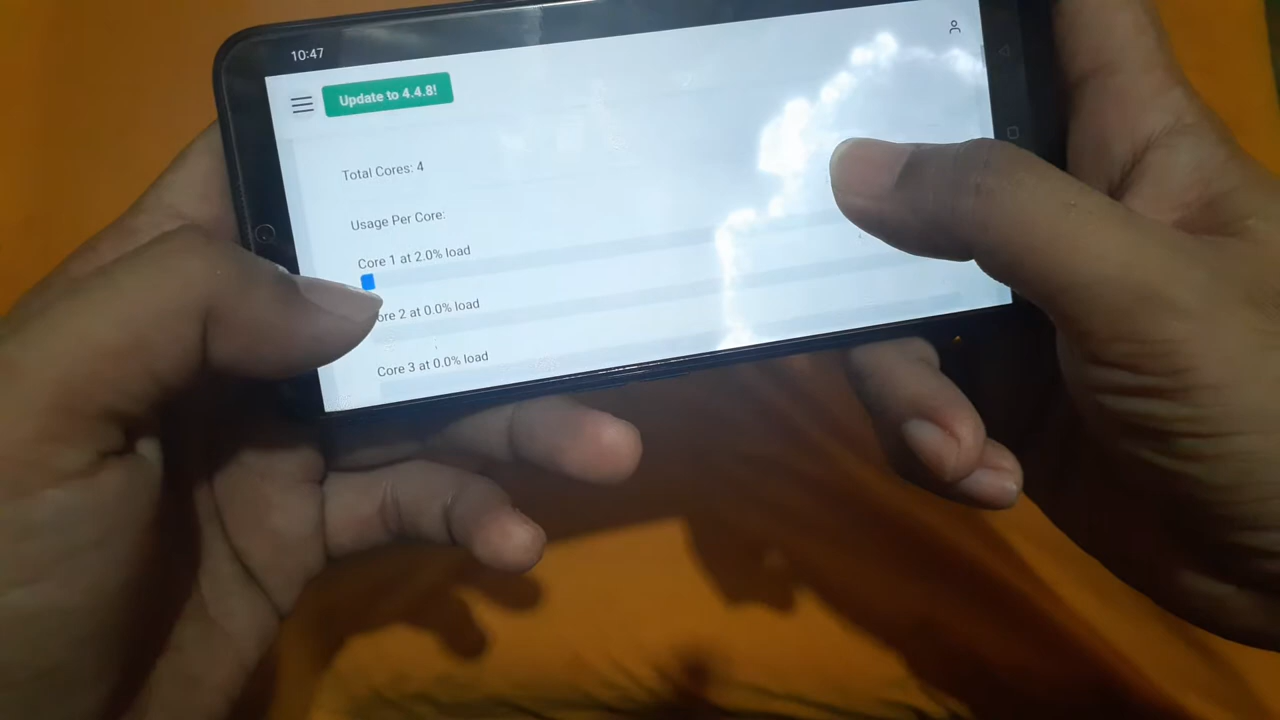 10:47
Update to 4.4.8!
Total Cores: 4
Usage Per Core:
Core 1 at 2.0% load
ore 2 at 0.0% load
Core 3 at 0.0% load